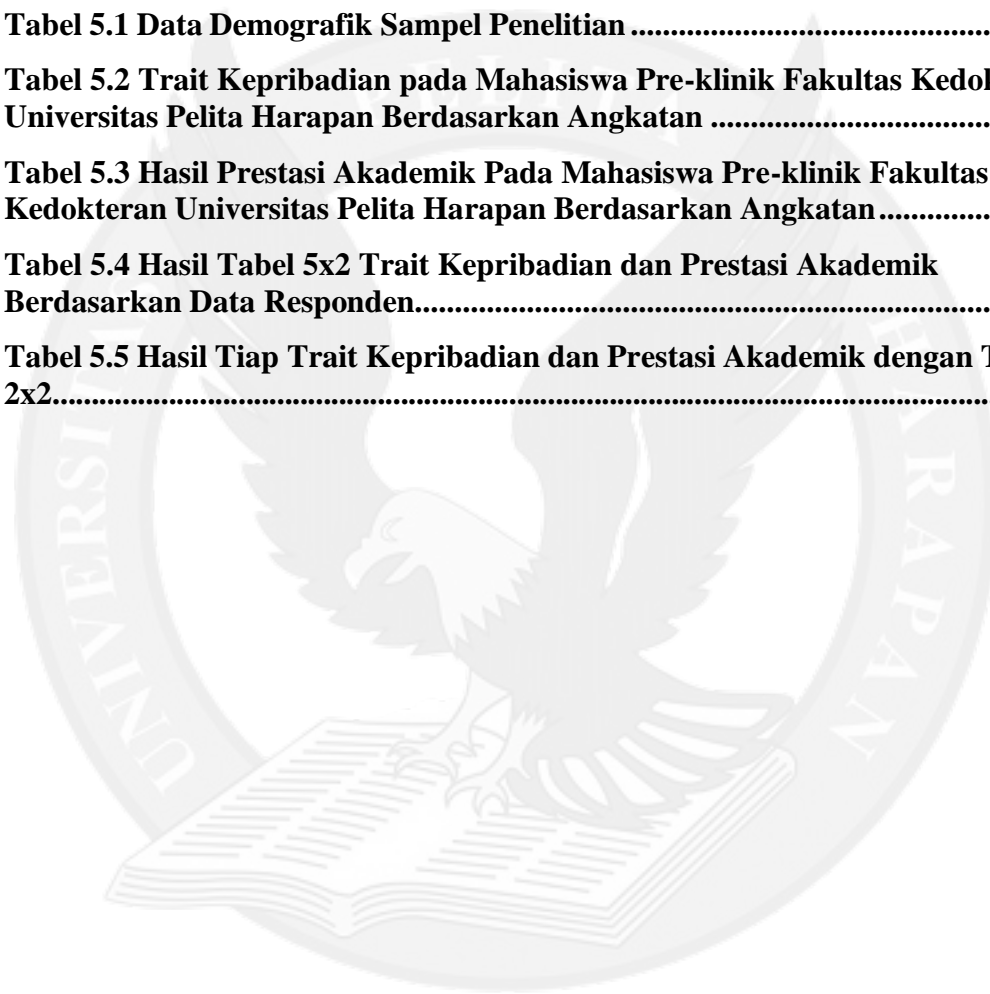 Tabel 5.1 Data Demografik Sampel Penelitian ..............................................
Tabel 5.2 Trait Kepribadian pada Mahasiswa Pre-klinik Fakultas
Universitas Pelita Harapan Berdasarkan Angkatan ....................................
Tabel 5.3 Hasil Prestasi Akademik Pada Mahasiswa Pre-klinik Fakultas
Kedokteran Universitas Pelita Harapan Berdasarkan Angkatan ..............
Tabel 5.4 Hasil Tabel 5x2 Trait Kepribadian dan Prestasi Akademik
Berdasarkan Data Responden.........................................................................
Tabel 5.5 Hasil Tiap Trait Kepribadian dan Prestasi Akademik dengan
2x2......................................................................................................................
UNIVERSITAS PELITA HARAPAN